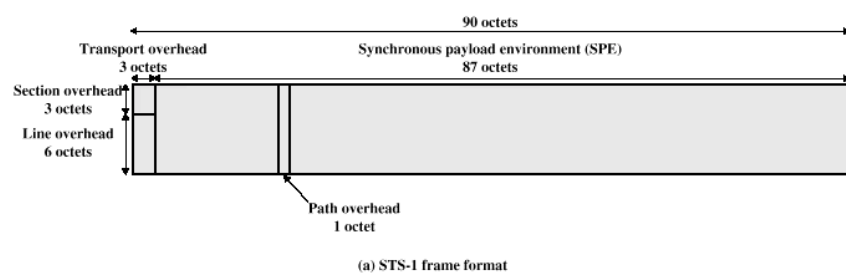 90 octets
Transport overhead
3 octets
Synchronous payload environment (SPE)
87 octets
Section overhead
3 octets
Line overhead
6 octets
Path overhead
1 octet
(a) STS-1 frame format